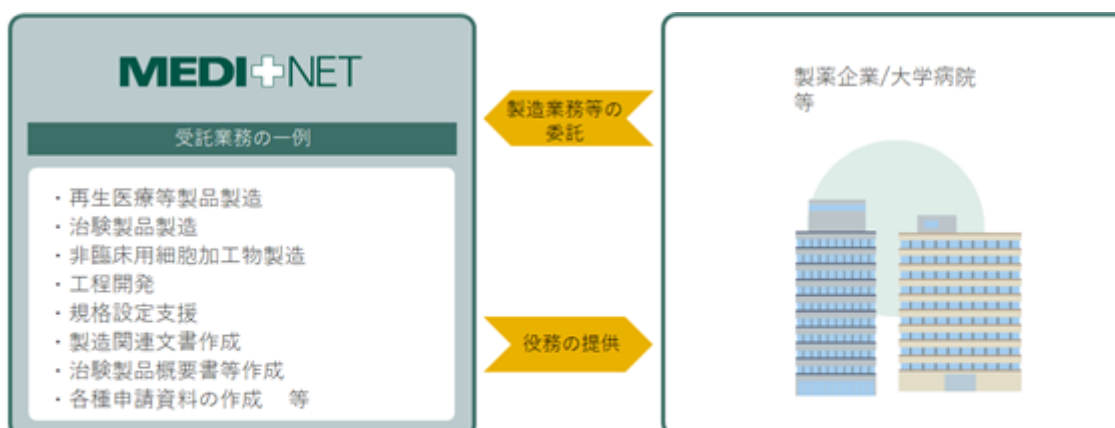 MEDI+NET
受託業務の一例
・再生医療等製品製造
・治験製品製造
・非臨床用細胞加工物製造
・工程開発
・規格設定支援
・製造関連文書作成
・治験製品概要書等作成
・各種申請資料の作成　等
製造業務等の
委託
役務の提供
製薬企業/大学病院
等